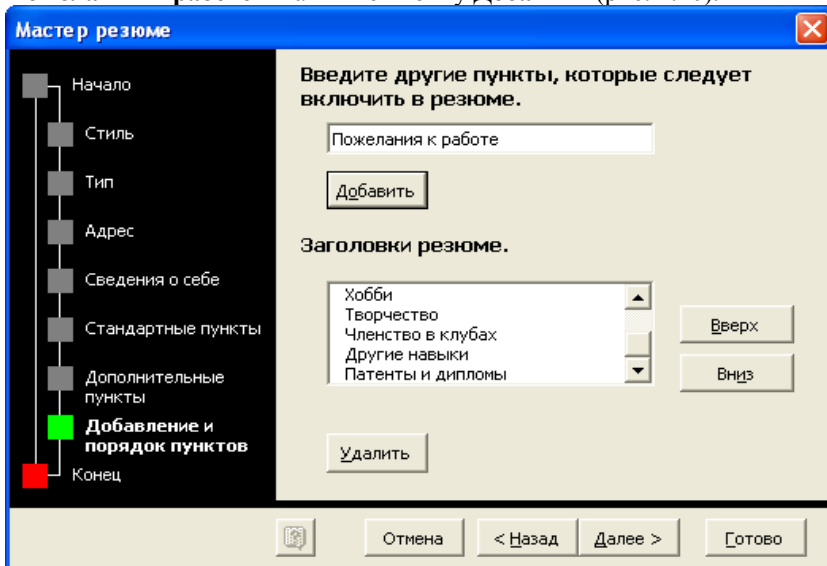 Мастер резюме
Начало
Стиль
Тип
Адрес
Сведения о себе
Стандартные пункты
Дополнительные
пункты
Добавление и
порядок пунктов
Конец
Введите другие пункты, которые следует
включить в резюме.
Пожелания к работе
Добавить
Заголовки резюме.
Хобби
Творчество
Членство в клубах
Другие навыки
Патенты и дипломы
Вверх
Вниз
Удалить
Отмена
< Назад
Далее >
Готово